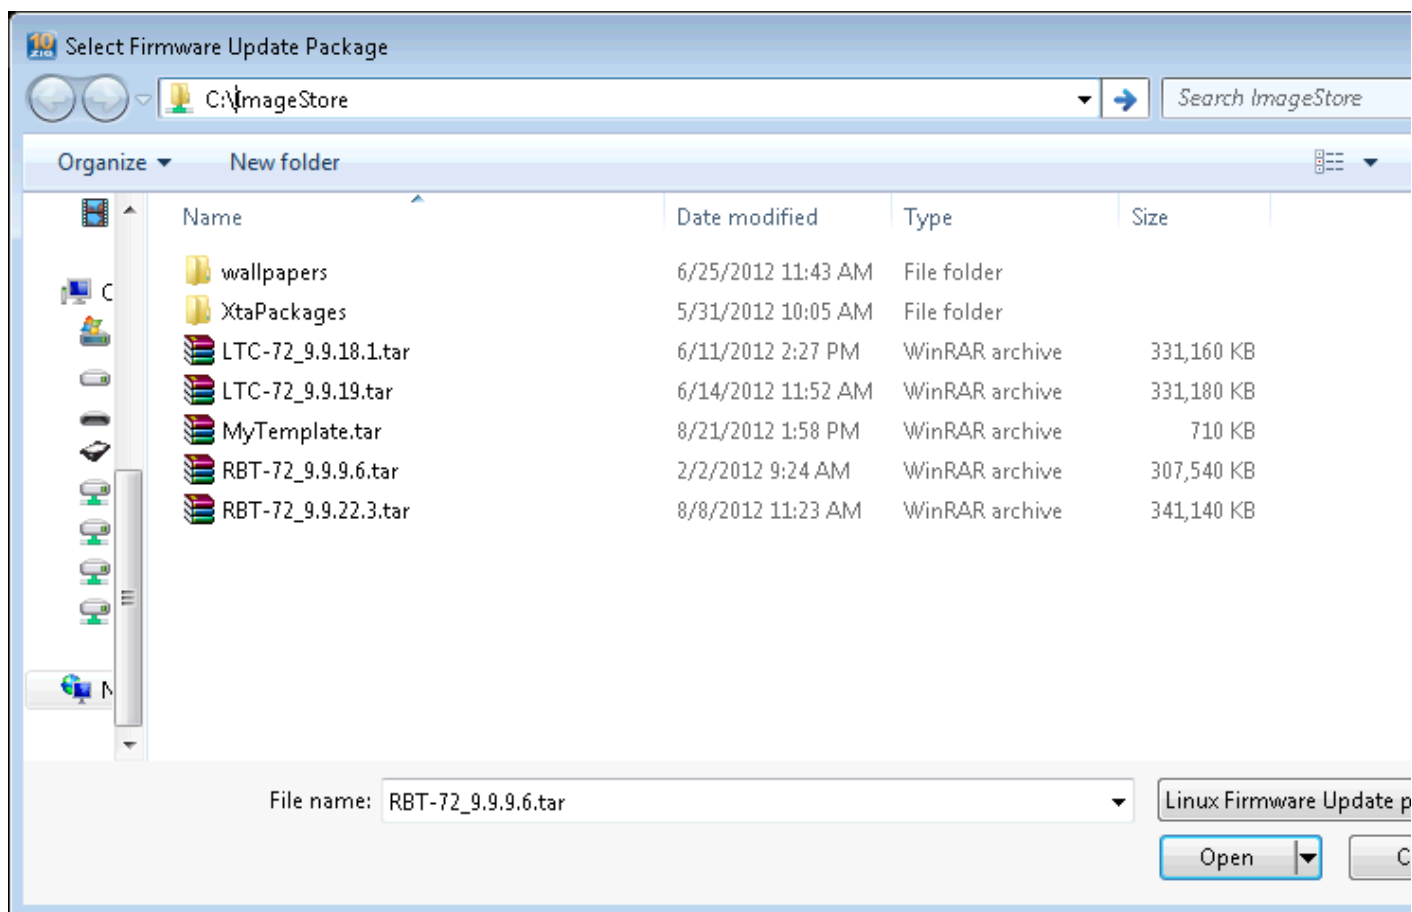 10
ZiG
Select Firmware Update Package
C:\ImageStore
Search ImageStore
Organize
New folder
Name Date modified Type Size
wallpapers 6/25/2012 11:43 AM File folder
XtaPackages 5/31/2012 10:05 AM File folder
LTC-72_9.9.18.1.tar 6/11/2012 2:27 PM WinRAR archive 331,160 KB
LTC-72_9.9.19.tar 6/14/2012 11:52 AM WinRAR archive 331,180 KB
MyTemplate.tar 8/21/2012 1:58 PM WinRAR archive 710 KB
RBT-72_9.9.9.6.tar 2/2/2012 9:24 AM WinRAR archive 307,540 KB
RBT-72_9.9.22.3.tar 8/8/2012 11:23 AM WinRAR archive 341,140 KB
File name: RBT-72_9.9.9.6.tar
Linux Firmware Update p
Open